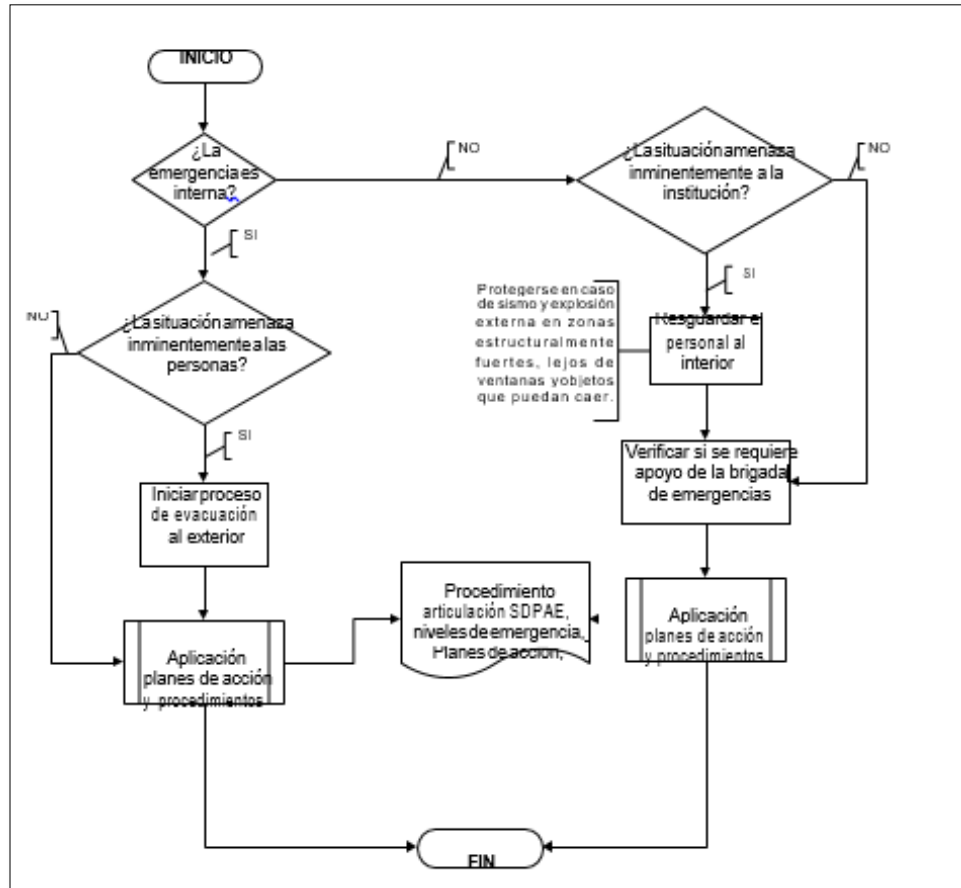 INICIO
¿La
emergencia es
interna?
NO
¿La situación amenaza
inminentemente a la
institución?
NO
SI
SI
Protegerse en caso
de sismo y explosión
externa en zonas
estructuralmente
fuertes, lejos de
ventanas y objetos
que puedan caer.
Resguardar el
personal al
interior
NO
¿La situación amenaza
inminentemente a las
personas?
SI
Verificar si se requiere
apoyo de la brigada
de emergencias
Iniciar proceso
de evacuación
al exterior
Procedimiento
articulación SDPAE,
niveles de emergencia,
Planes de acción,
Aplicación
planes de acción
y procedimientos
Aplicación
planes de acción
y procedimientos
FIN